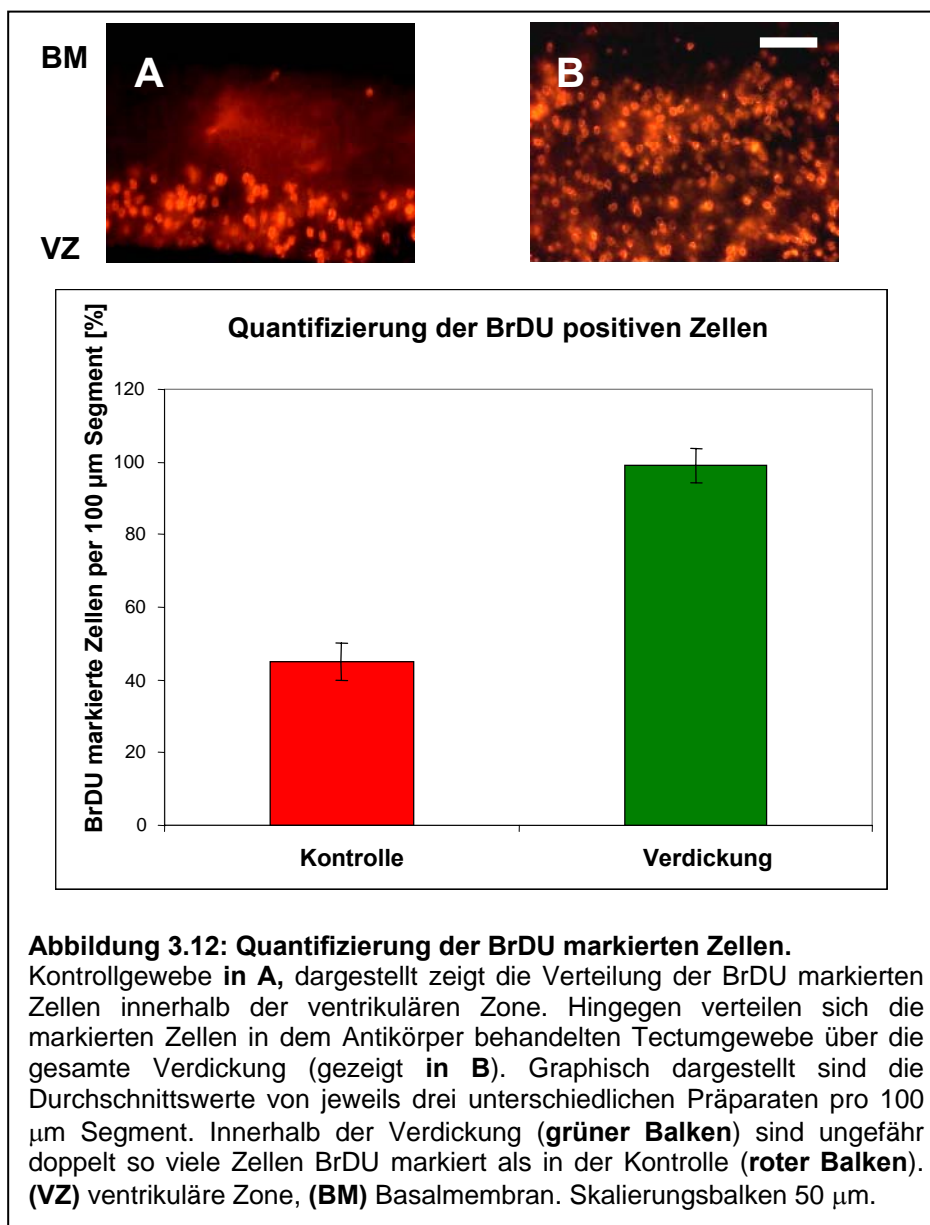 BM
A
B
VZ
Quantifizierung der BrDU positiven Zellen
BrDU markierte Zellen per 100 µm Segment [%]
120
100
80
60
40
20
0
Kontrolle
Verdickung
Abbildung 3.12: Quantifizierung der BrDU markierten Zellen.
Kontrollgewebe in A, dargestellt zeigt die Verteilung der BrDU markierten
Zellen innerhalb der ventrikulären Zone. Hingegen verteilen sich die
markierten Zellen in dem Antikörper behandelten Tectumgewebe über die
gesamte Verdickung (gezeigt in B). Graphisch dargestellt sind die
Durchschnittswerte von jeweils drei unterschiedlichen Präparaten pro 100
µm Segment. Innerhalb der Verdickung (grüner Balken) sind ungefähr
doppelt so viele Zellen BrDU markiert als in der Kontrolle (roter Balken).
(VZ) ventrikuläre Zone, (BM) Basalmembran. Skalierungsbalken 50 µm.